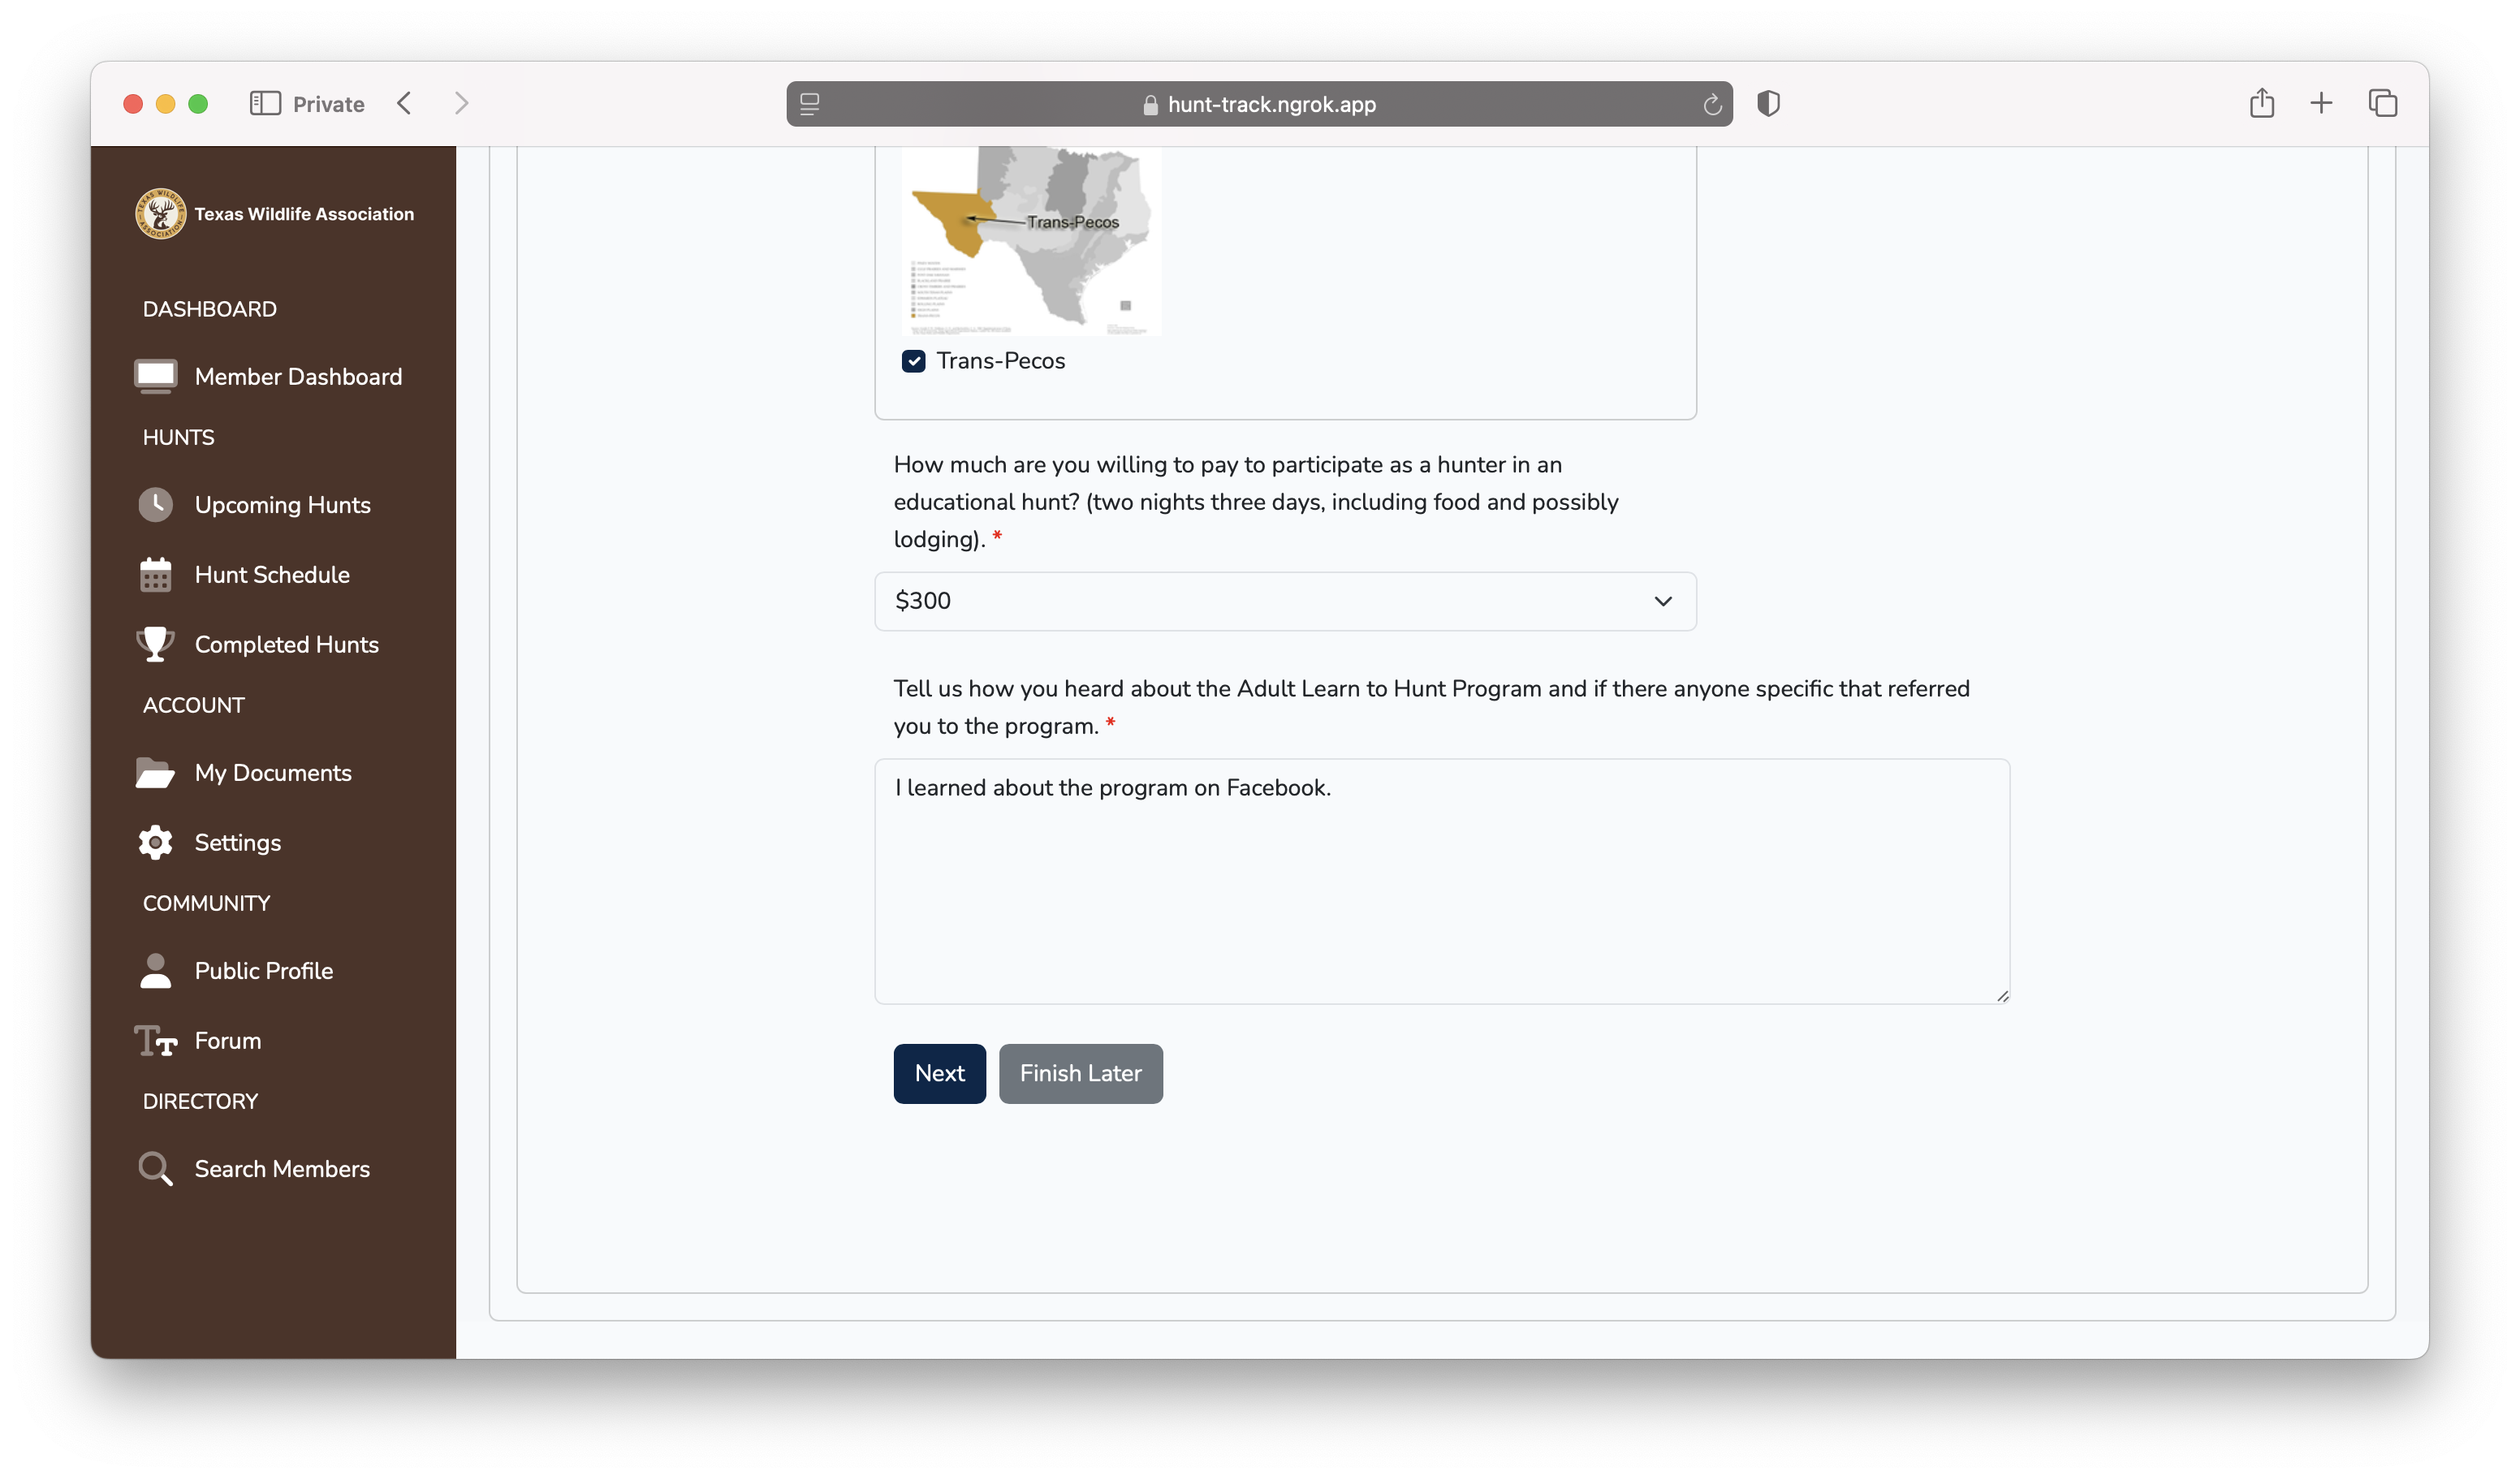 Private
hunt-track.ngrok.app
Texas Wildlife Association
DASHBOARD
Member Dashboard
HUNTS
Upcoming Hunts
Hunt Schedule
Completed Hunts
ACCOUNT
My Documents
Settings
COMMUNITY
Public Profile
Forum
DIRECTORY
Search Members
Trans-Pecos
Trans-Pecos
How much are you willing to pay to participate as a hunter in an
educational hunt? (two nights three days, including food and possibly
lodging). *
$300
Tell us how you heard about the Adult Learn to Hunt Program and if there anyone specific that referred
you to the program. *
I learned about the program on Facebook.
Next
Finish Later